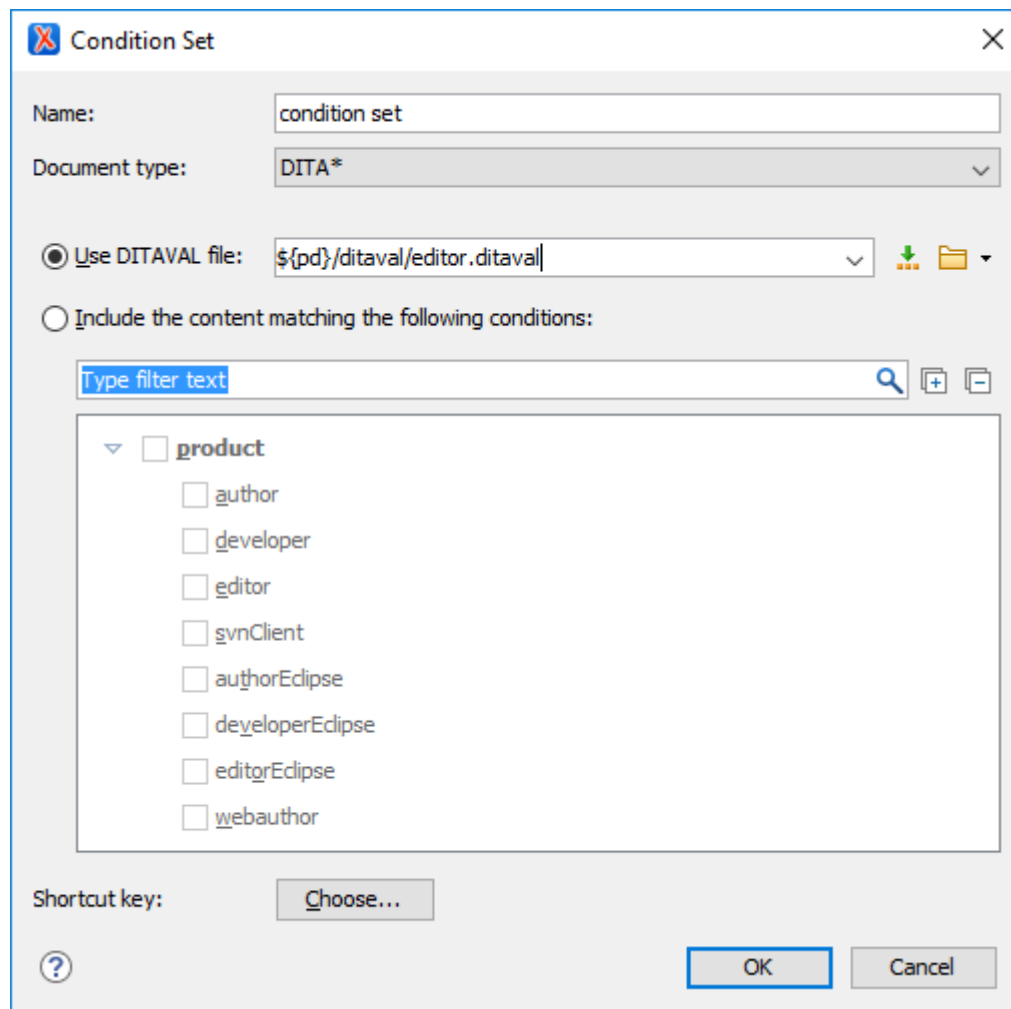 Condition Set
Name: condition set
Document type: DITA*
Use DITAVAL file: ${pd}/ditaval/editor.ditaval
Include the content matching the following conditions:
Type filter text
product
author
developer
editor
svnClient
authorEclipse
developerEclipse
editorEclipse
webauthor
Shortcut key: Choose...
? OK Cancel